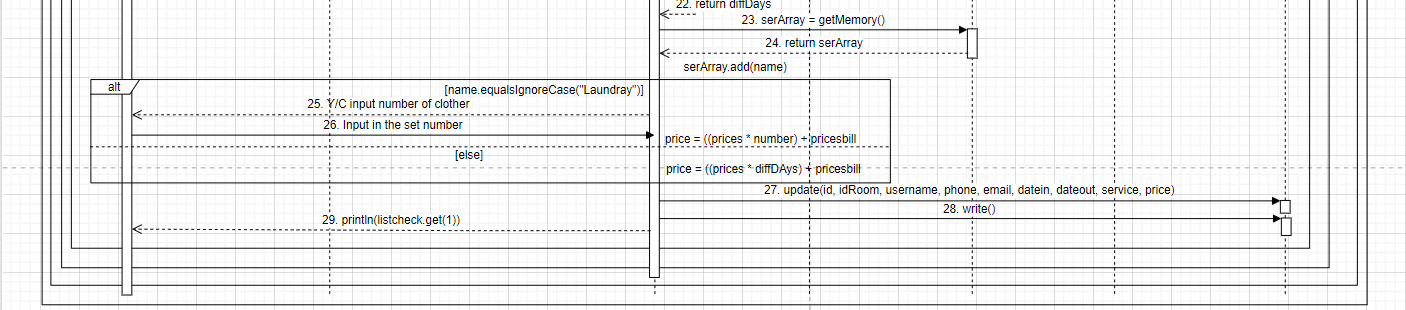 22. return diffDays
23. serArray = getMemory()
24. return serArray
serArray.add(name)
alt
[name.equalsIgnoreCase("Laundray")]
25. Y/C input number of clother
26. Input in the set number
price = ((prices * number) + pricesbill
[else]
price = ((prices * diffDAys) + pricesbill
27. update(id, idRoom, username, phone, email, datein, dateout, service, price)
28. write()
29. println(listcheck.get(1))